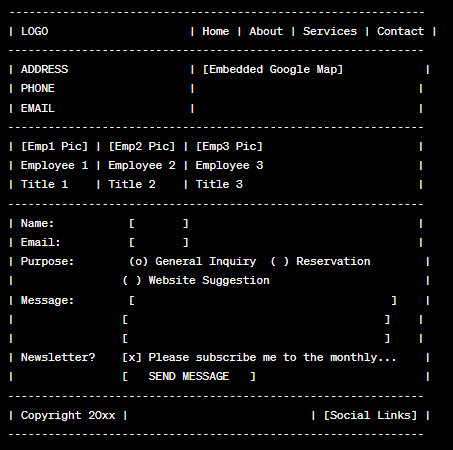 ----------------------------------------------------------------
| LOGO                     | Home | About | Services | Contact |
----------------------------------------------------------------
| ADDRESS                  | [Embedded Google Map]            |
| PHONE                    |                                 |
| EMAIL                    |                                 |
----------------------------------------------------------------
| [Emp1 Pic] | [Emp2 Pic] | [Emp3 Pic]                       |
| Employee 1 | Employee 2 | Employee 3                       |
| Title 1    | Title 2    | Title 3                          |
----------------------------------------------------------------
| Name:           [       ]                                  |
| Email:          [       ]                                  |
| Purpose:        (o) General Inquiry  ( ) Reservation        |
|                ( ) Website Suggestion                       |
| Message:        [                                      ]    |
|                [                                      ]    |
|                [                                      ]    |
| Newsletter?    [x] Please subscribe me to the monthly...    |
|                [   SEND MESSAGE   ]                         |
----------------------------------------------------------------
| Copyright 20xx |                           | [Social Links] |
----------------------------------------------------------------